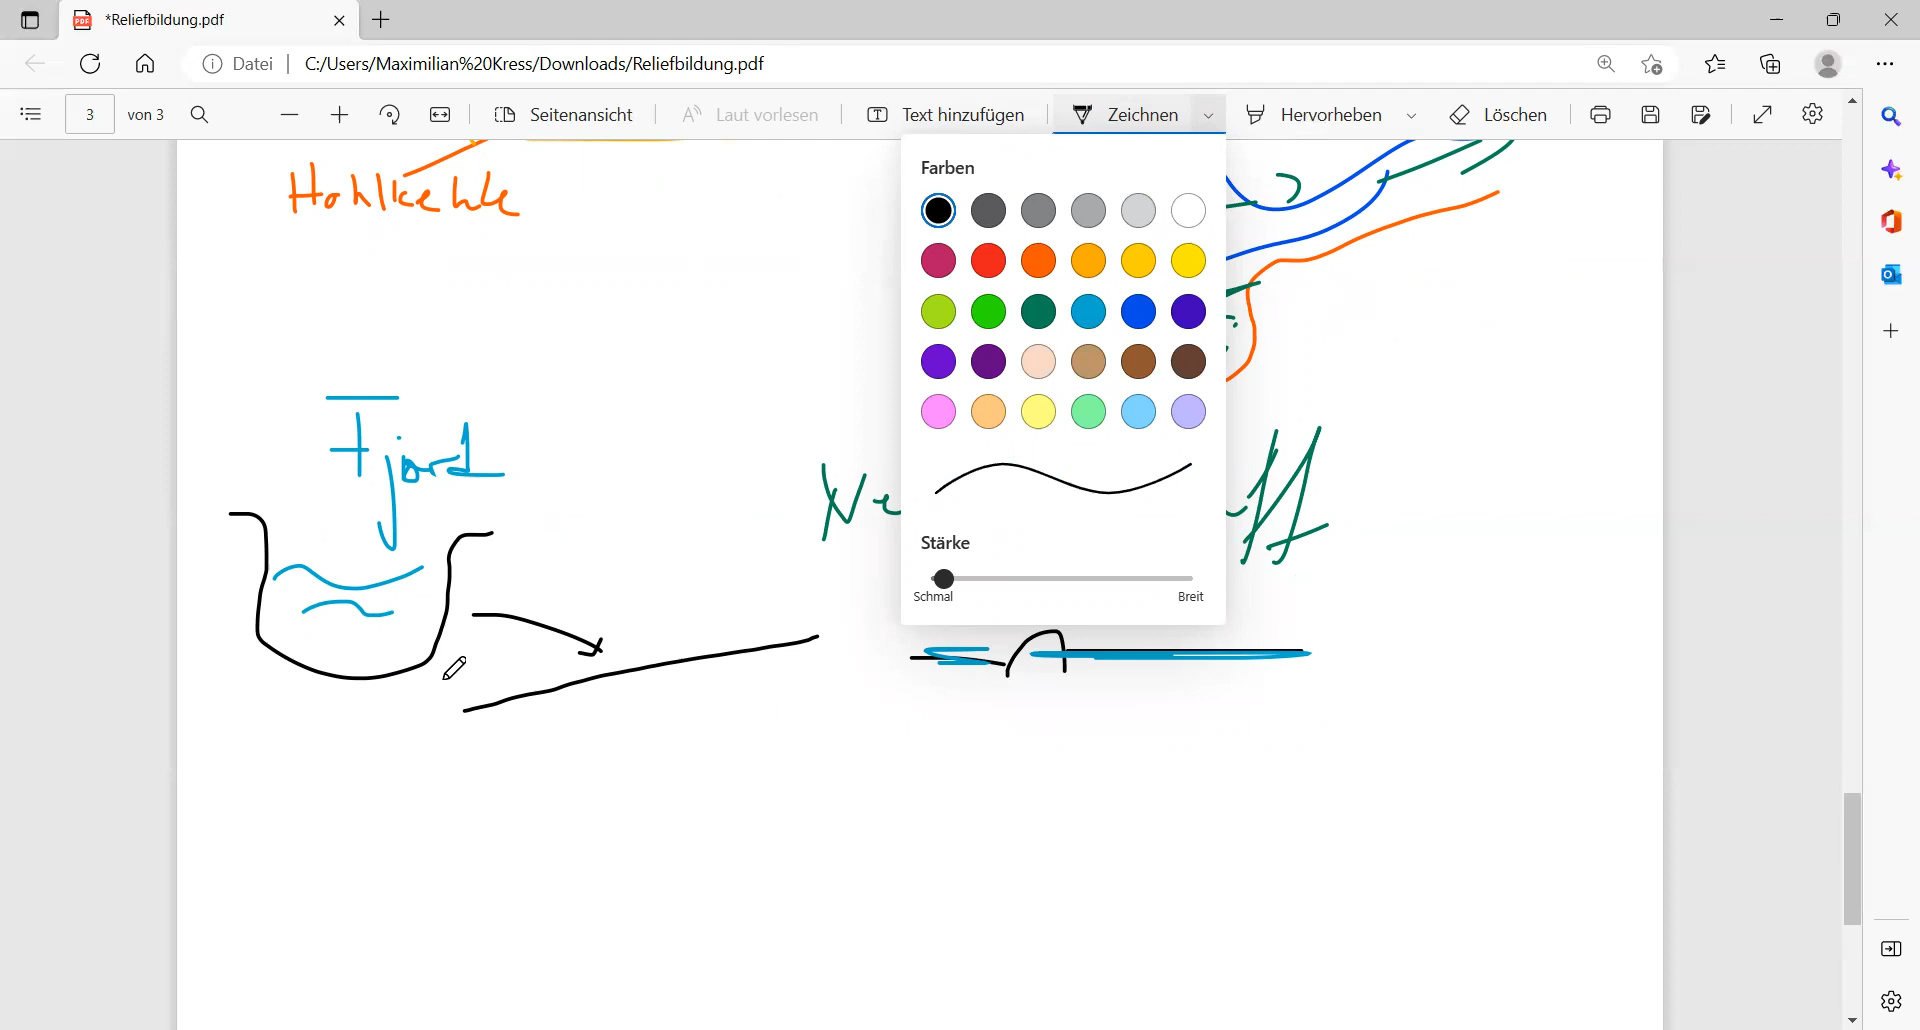 *Reliefbildung.pdf
Datei C:/Users/Maximilian%20Kress/Downloads/Reliefbildung.pdf
3 von 3 Seitenansicht Laut vorlesen Text hinzufügen Zeichnen Hervorheben Löschen
Farben
Hohlkehle
Fjord
Stärke
Schmal Breit